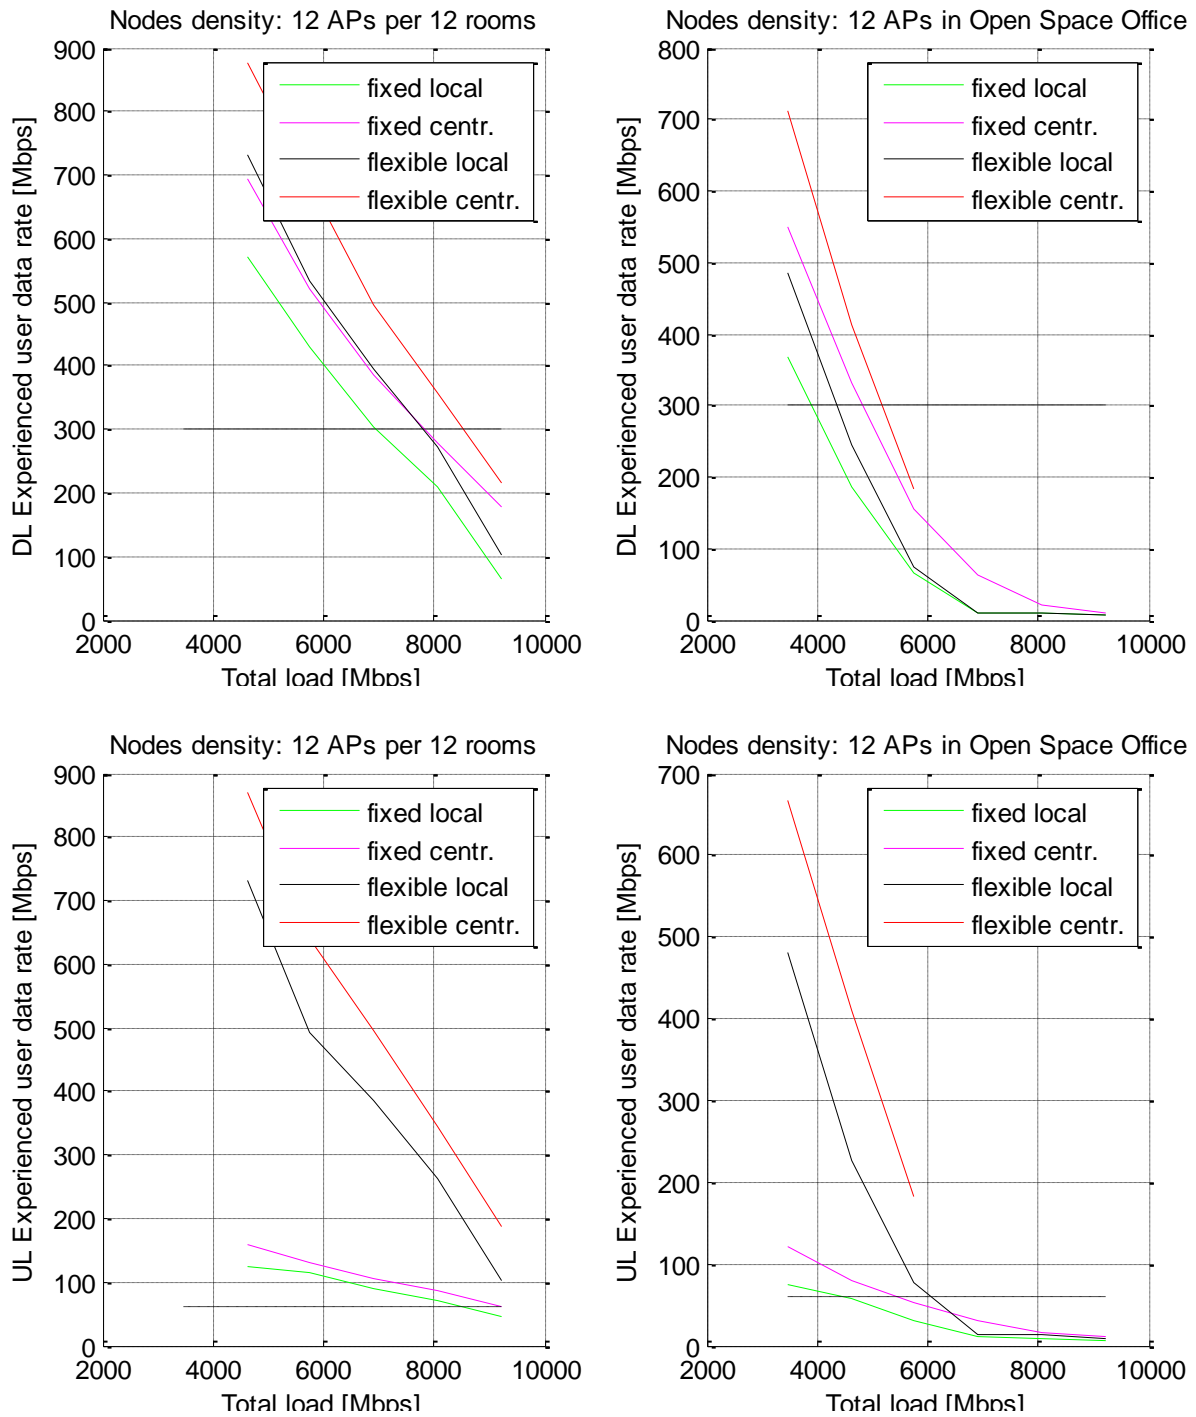 Nodes density: 12 APs per 12 rooms
900
800
700
600
500
400
300
200
100
0
2000 4000 6000 8000 10000
DL Experienced user data rate [Mbps]
Total load [Mbps]
fixed local
fixed centr.
flexible local
flexible centr.
Nodes density: 12 APs in Open Space Office
800
700
600
500
400
300
200
100
0
2000 4000 6000 8000 10000
DL Experienced user data rate [Mbps]
Total load [Mbps]
fixed local
fixed centr.
flexible local
flexible centr.
Nodes density: 12 APs per 12 rooms
900
800
700
600
500
400
300
200
100
0
2000 4000 6000 8000 10000
UL Experienced user data rate [Mbps]
Total load [Mbps]
fixed local
fixed centr.
flexible local
flexible centr.
Nodes density: 12 APs in Open Space Office
700
600
500
400
300
200
100
0
2000 4000 6000 8000 10000
UL Experienced user data rate [Mbps]
Total load [Mbps]
fixed local
fixed centr.
flexible local
flexible centr.